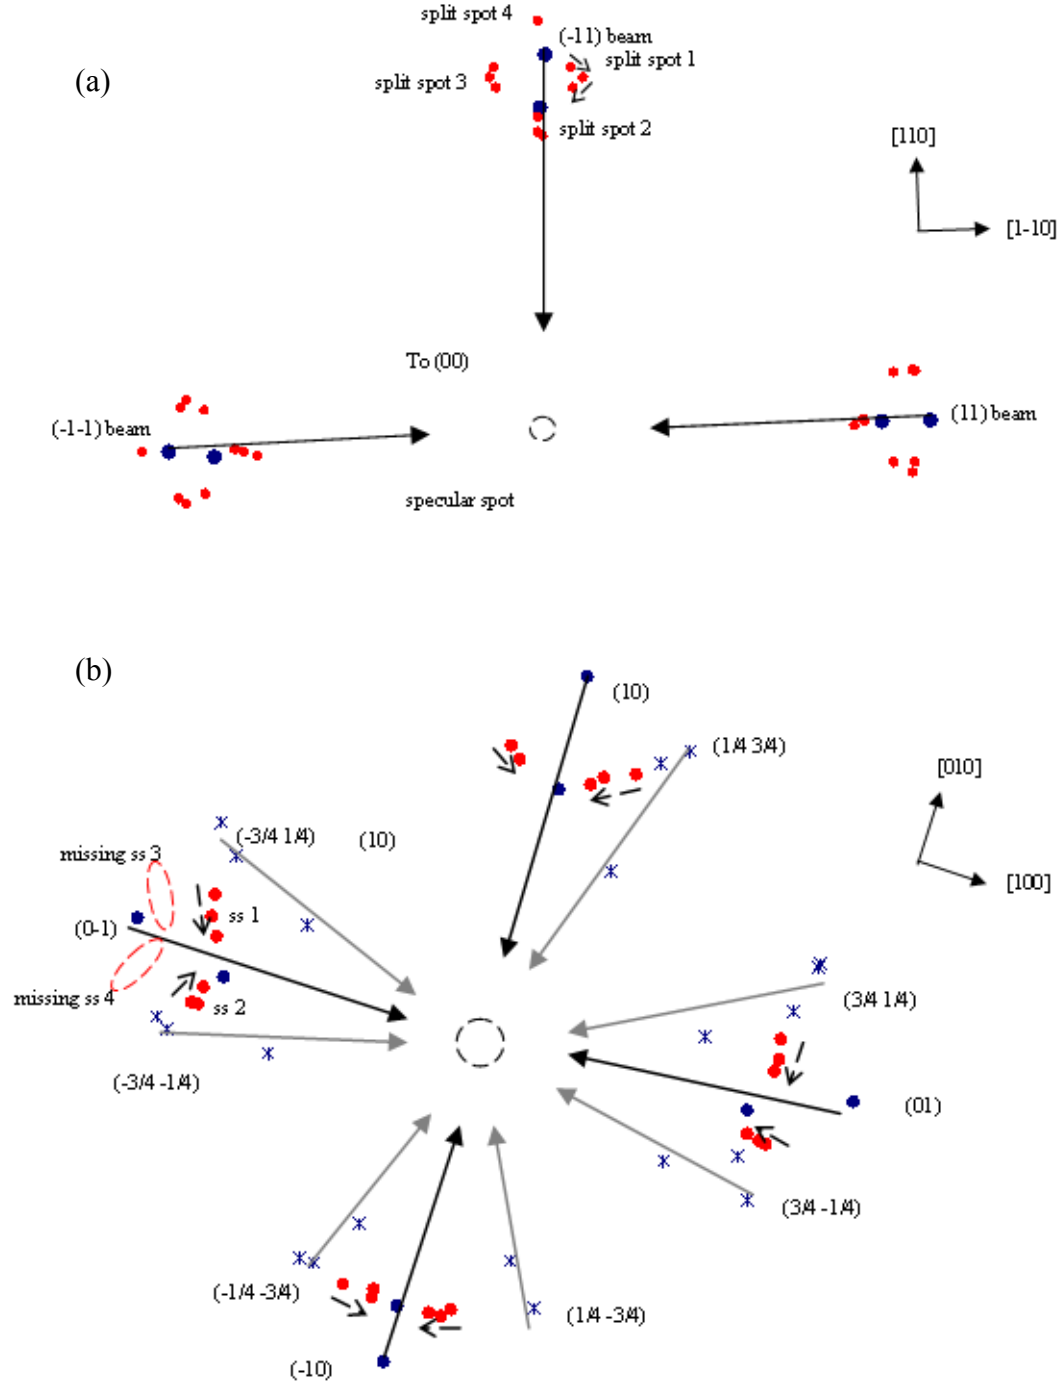 split spot 4
(-11) beam
(a)
split spot 1
split spot 3
split spot 2
[110]
[1-10]
To (00)
(-1-1) beam
(11) beam
specular spot
(b)
(10)
(1/4 3/4)
[010]
(-3/4 1/4)
(10)
missing ss 3
[100]
ss 1
(0-1)
missing ss 4
ss 2
(3/4 1/4)
(-3/4 -1/4)
(01)
(3/4 -1/4)
(-1/4 -3/4)
(1/4 -3/4)
(-10)